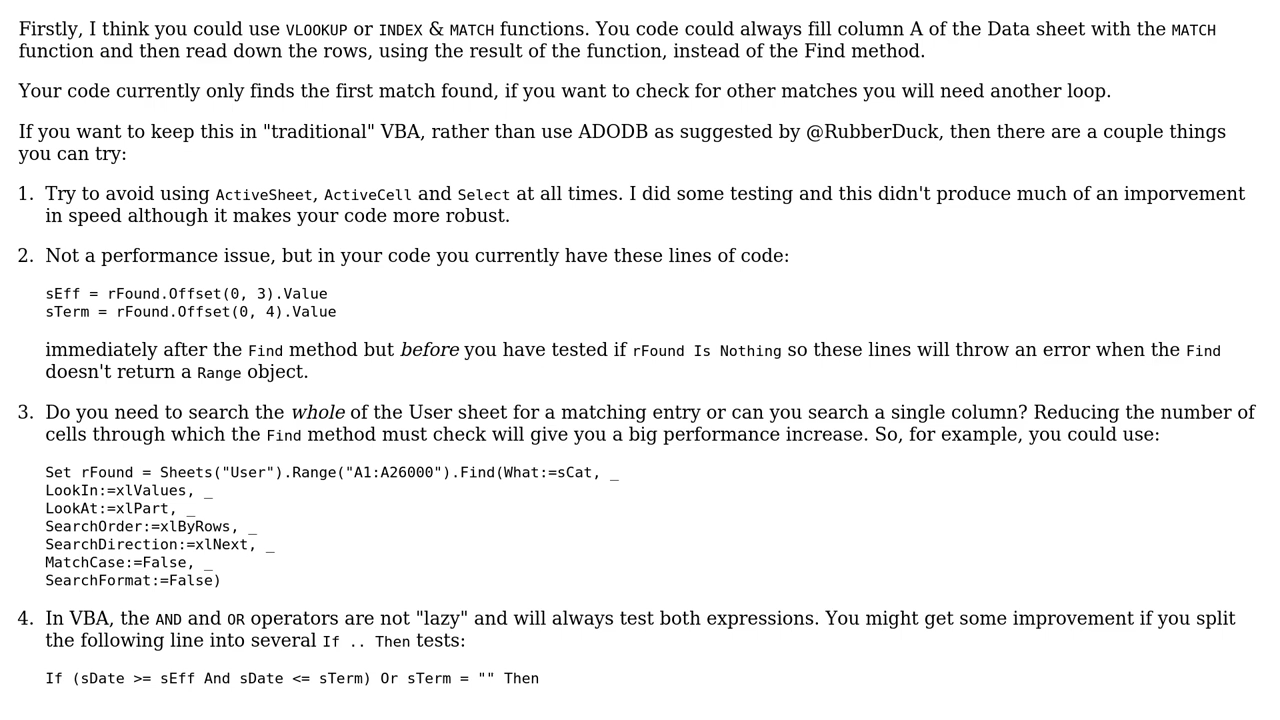 Firstly, I think you could use VLOOKUP or INDEX & MATCH functions. You code could always fill column A of the Data sheet with the MATCH
function and then read down the rows, using the result of the function, instead of the Find method.
Your code currently only finds the first match found, if you want to check for other matches you will need another loop.
If you want to keep this in "traditional" VBA, rather than use ADODB as suggested by @RubberDuck, then there are a couple things
you can try:
1. Try to avoid using ActiveSheet, ActiveCell and Select at all times. I did some testing and this didn't produce much of an imporvement
in speed although it makes your code more robust.
2. Not a performance issue, but in your code you currently have these lines of code:
sEff = rFound.Offset(0, 3).Value
sTerm = rFound.Offset(0, 4).Value
immediately after the Find method but before you have tested if rFound Is Nothing so these lines will throw an error when the Find
doesn't return a Range object.
3. Do you need to search the whole of the User sheet for a matching entry or can you search a single column? Reducing the number of
cells through which the Find method must check will give you a big performance increase. So, for example, you could use:
Set rFound = Sheets("User").Range("A1:A26000").Find(What:=sCat, _
LookIn:=xlValues, _
LookAt:=xlPart, _
SearchOrder:=xlByRows, _
SearchDirection:=xlNext, _
MatchCase:=False, _
SearchFormat:=False)
4. In VBA, the AND and OR operators are not "lazy" and will always test both expressions. You might get some improvement if you split
the following line into several If .. Then tests:
If (sDate >= sEff And sDate <= sTerm) Or sTerm = "" Then